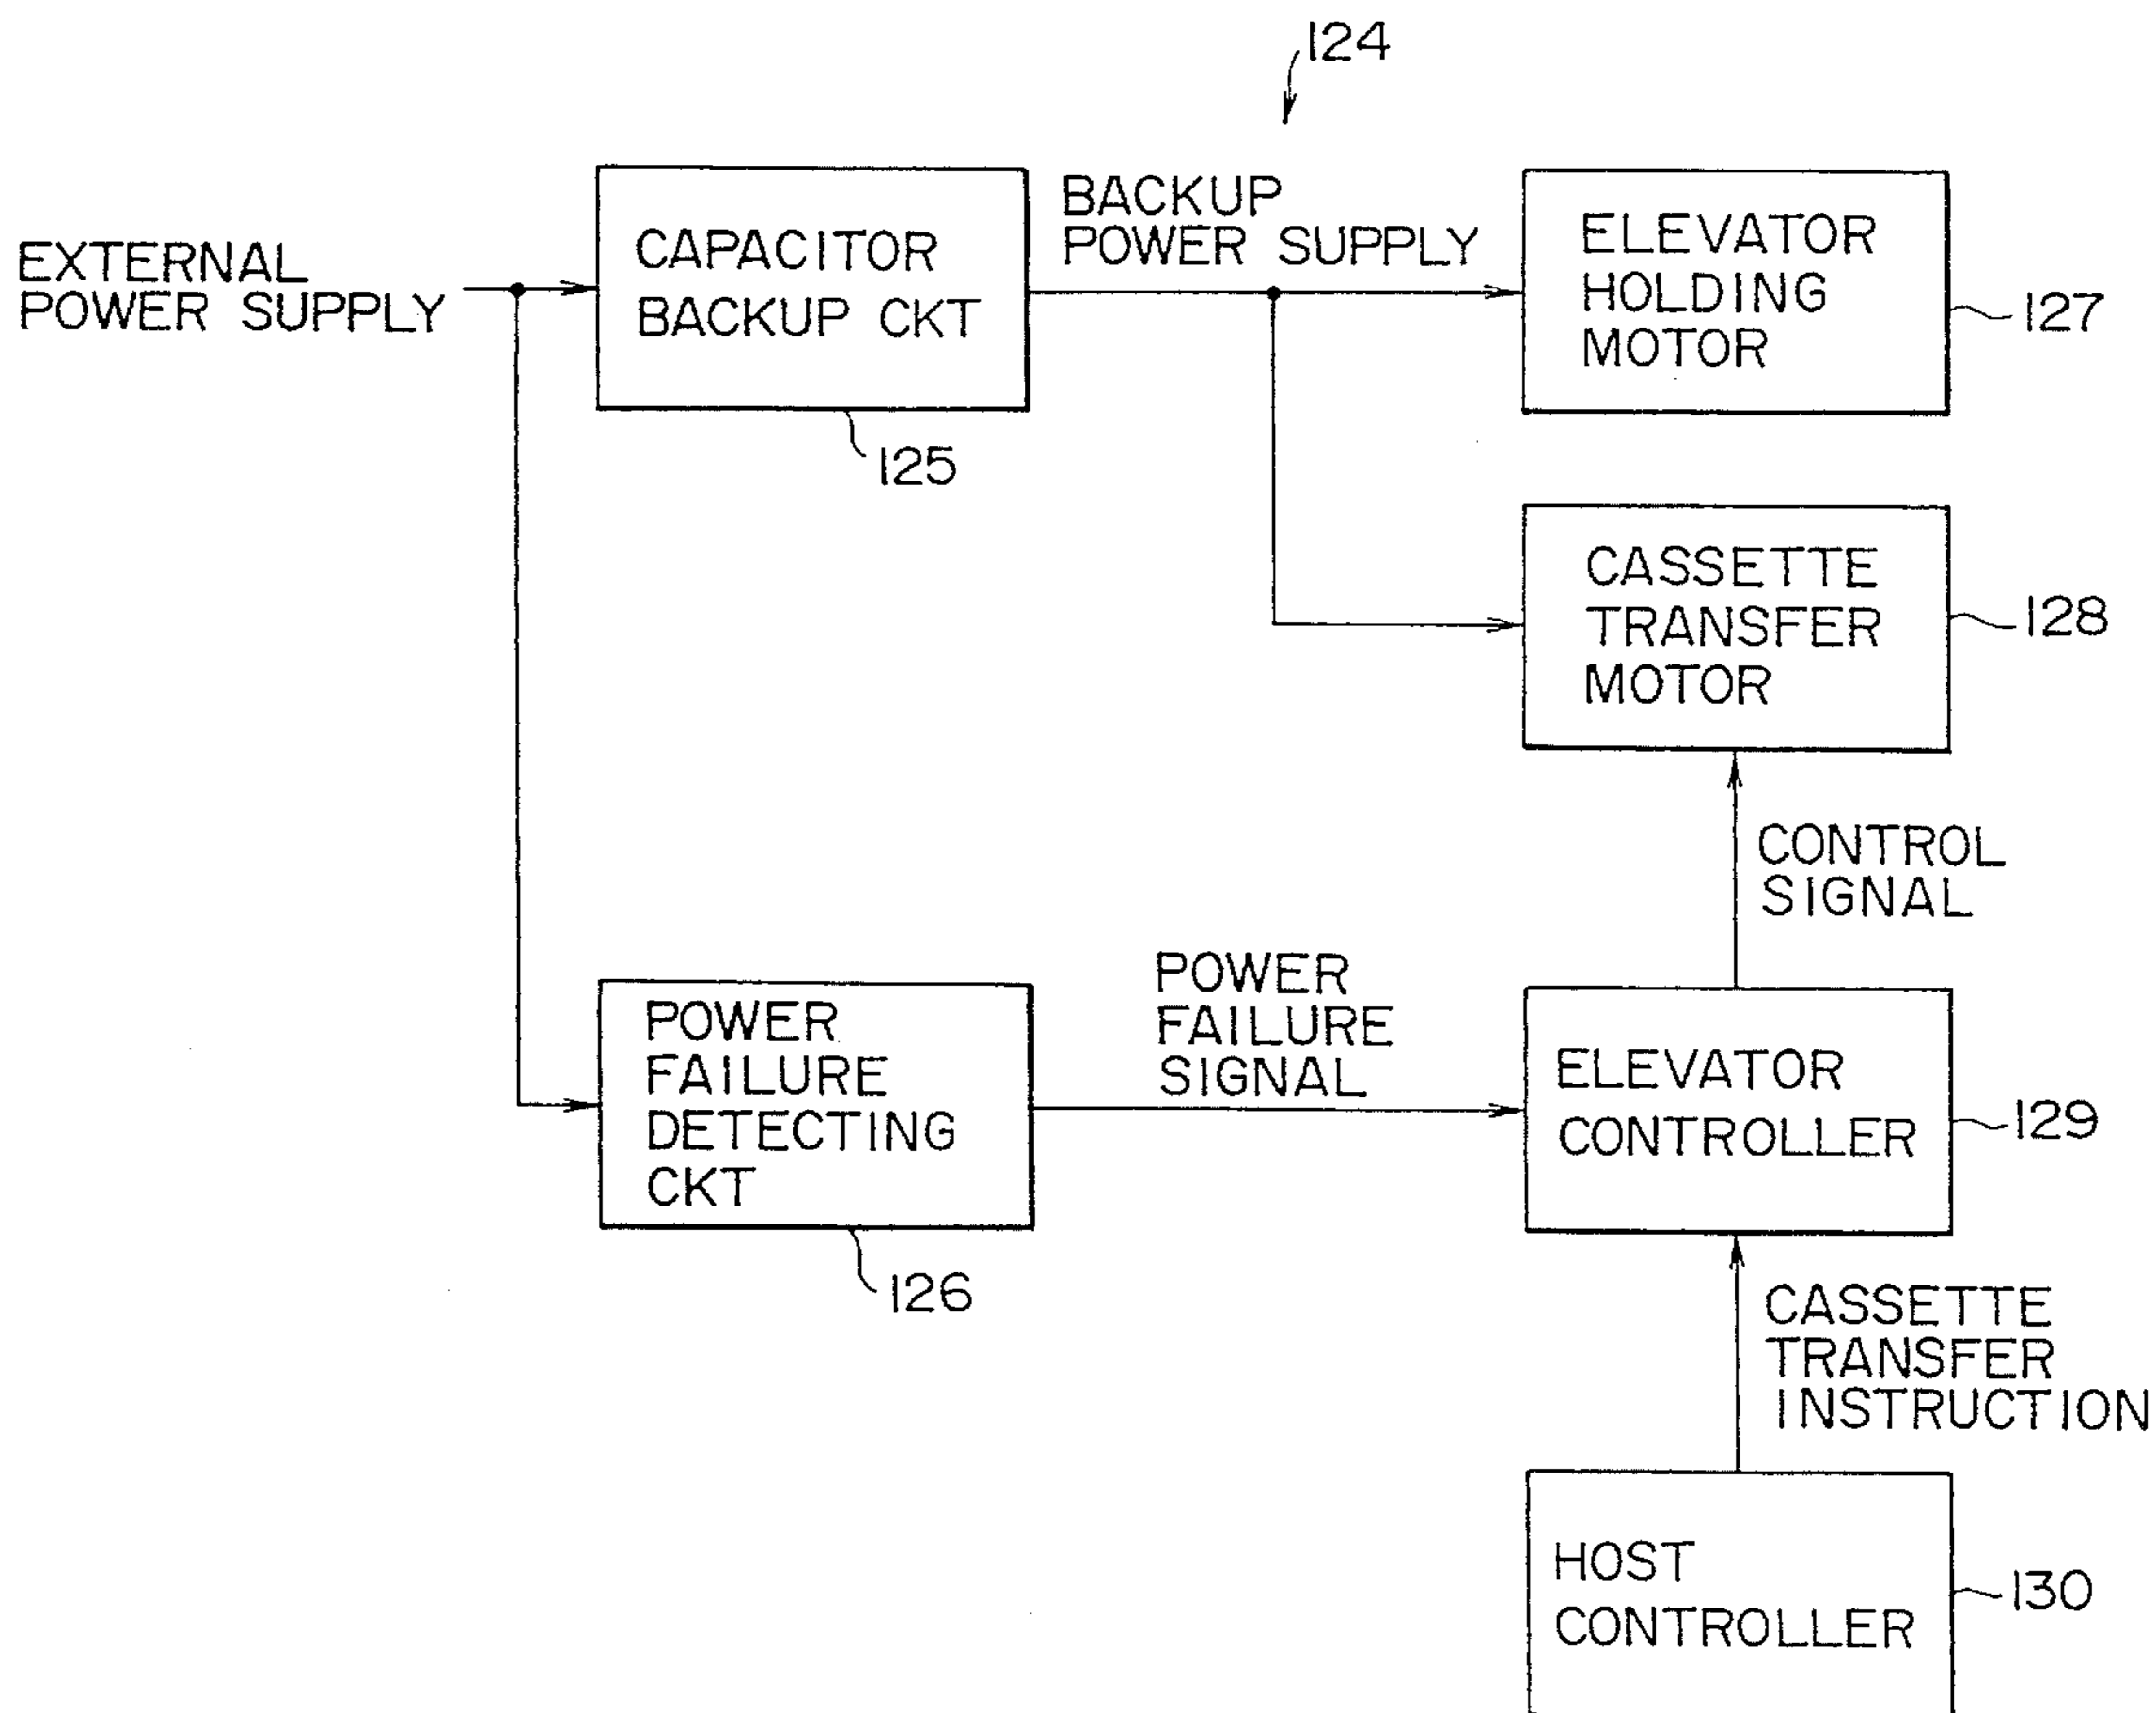 124
EXTERNAL
POWER SUPPLY
CAPACITOR
BACKUP CKT
125
BACKUP
POWER SUPPLY
ELEVATOR
HOLDING
MOTOR
127
CASSETTE
TRANSFER
MOTOR
128
CONTROL
SIGNAL
POWER
FAILURE
DETECTING
CKT
126
POWER
FAILURE
SIGNAL
ELEVATOR
CONTROLLER
129
CASSETTE
TRANSFER
INSTRUCTION
HOST
CONTROLLER
130